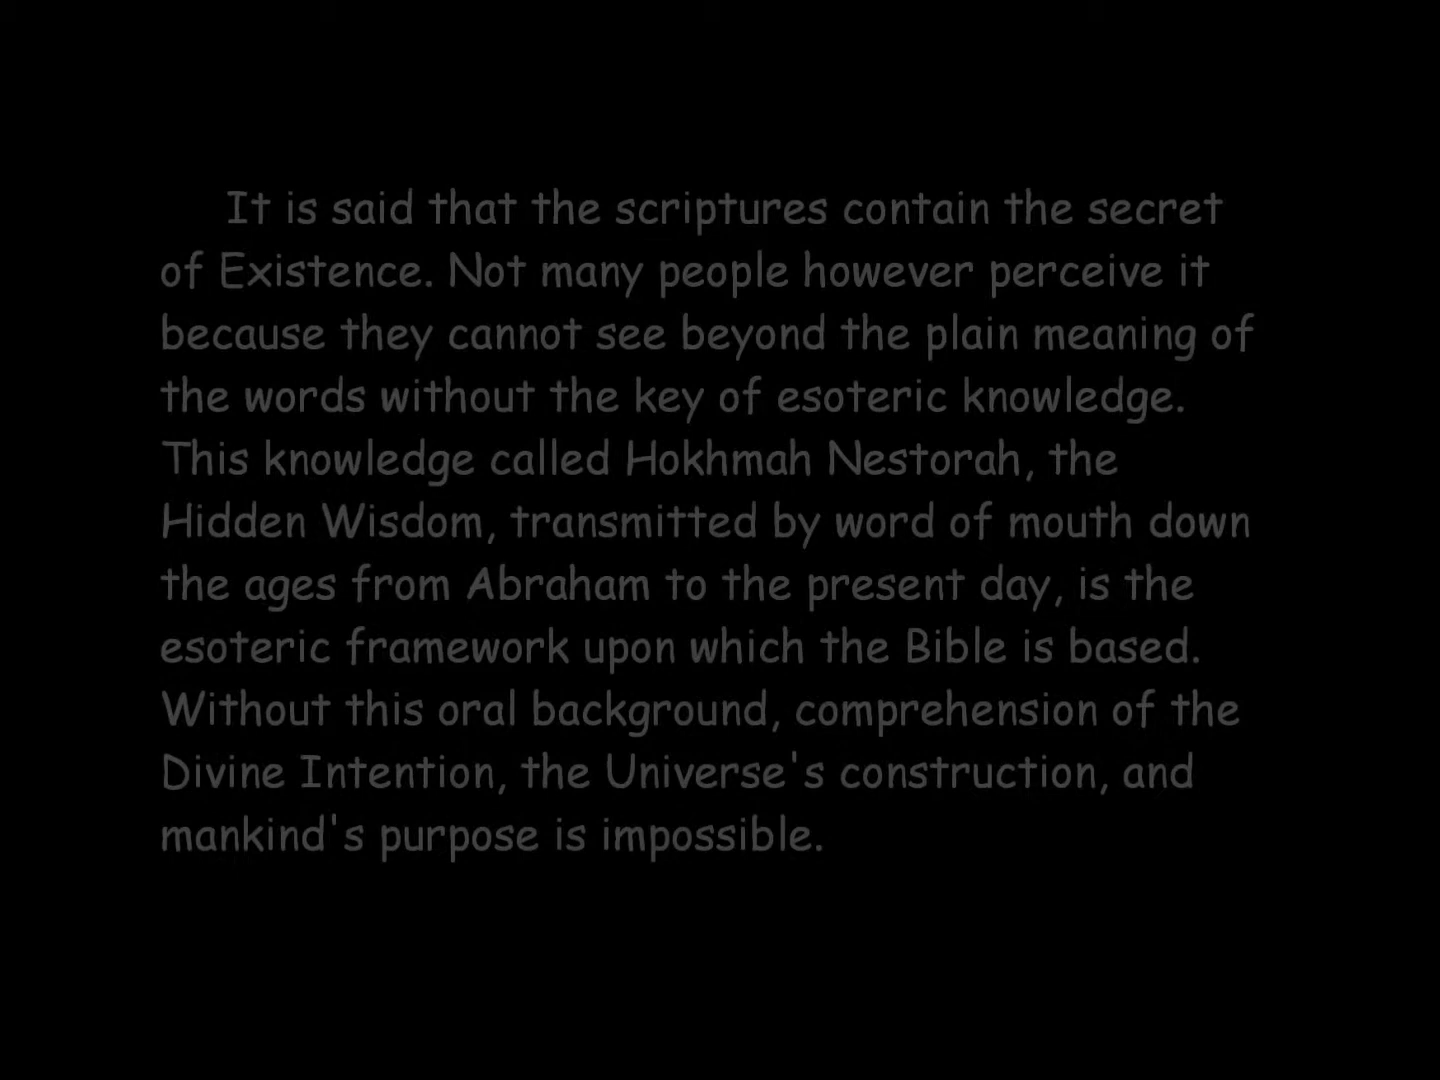 It is said that the scriptures contain the secret
of Existence. Not many people however perceive it
because they cannot see beyond the plain meaning of
the words without the key of esoteric knowledge.
This knowledge called Hokhmah Nestorah, the
Hidden Wisdom, transmitted by word of mouth down
the ages from Abraham to the present day, is the
esoteric framework upon which the Bible is based.
Without this oral background, comprehension of the
Divine Intention, the Universe's construction, and
mankind's purpose is impossible.